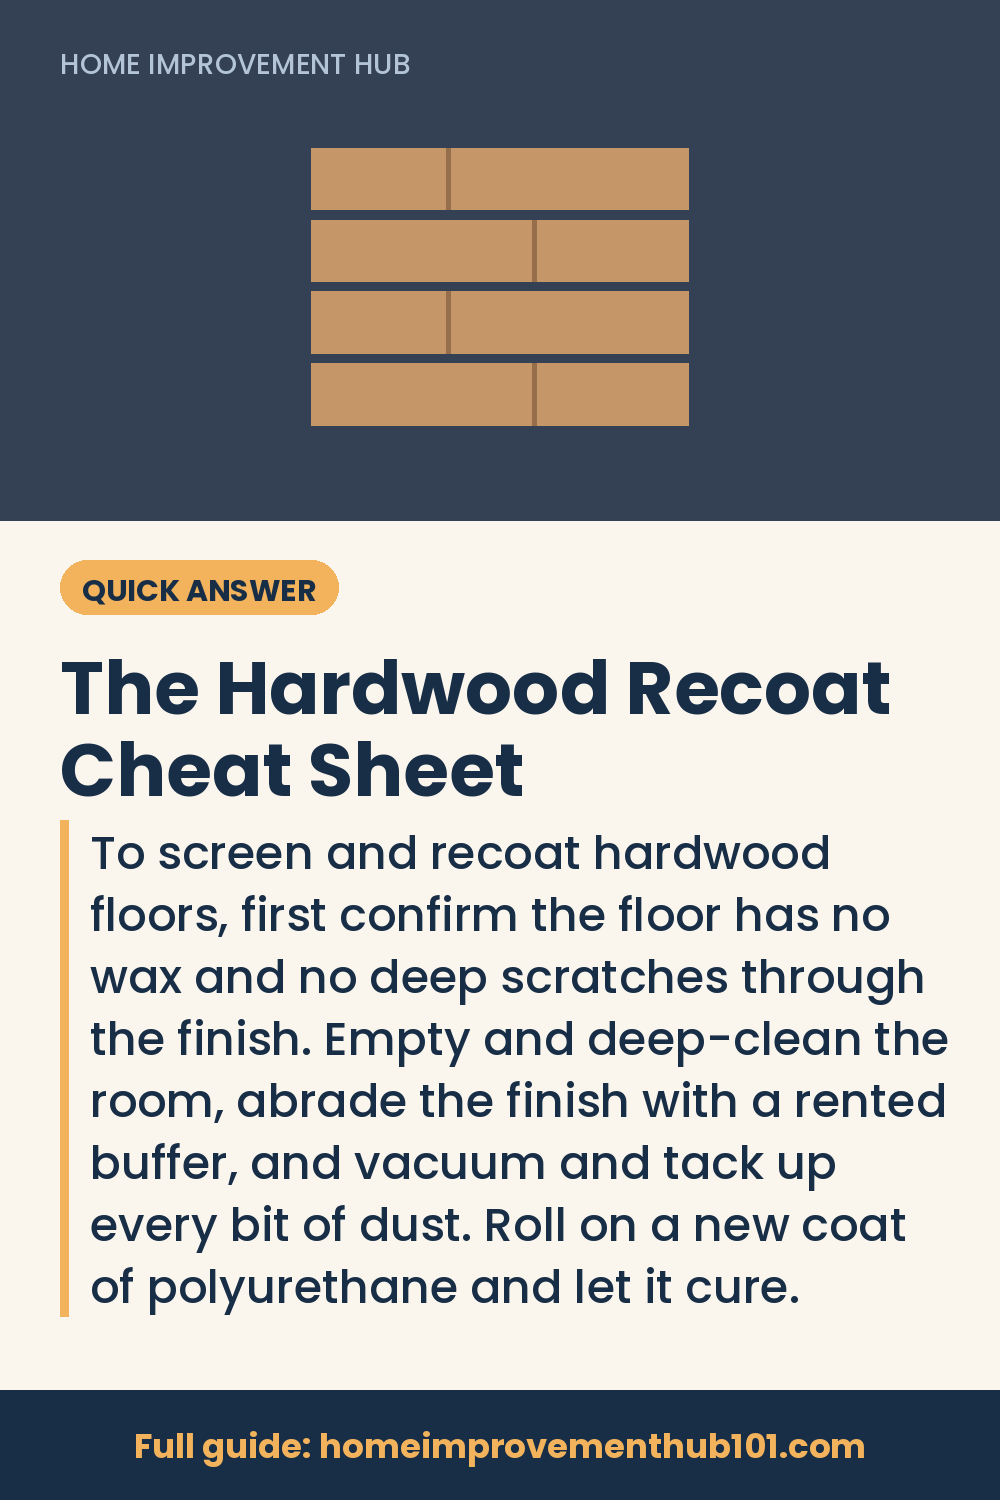 HOME IMPROVEMENT HUB
QUICK ANSWER
The Hardwood Recoat
Cheat Sheet
To screen and recoat hardwood
floors, first confirm the floor has no
wax and no deep scratches through
the finish. Empty and deep-clean the
room, abrade the finish with a rented
buffer, and vacuum and tack up
every bit of dust. Roll on a new coat
of polyurethane and let it cure.
Full guide: homeimprovementhub101.com